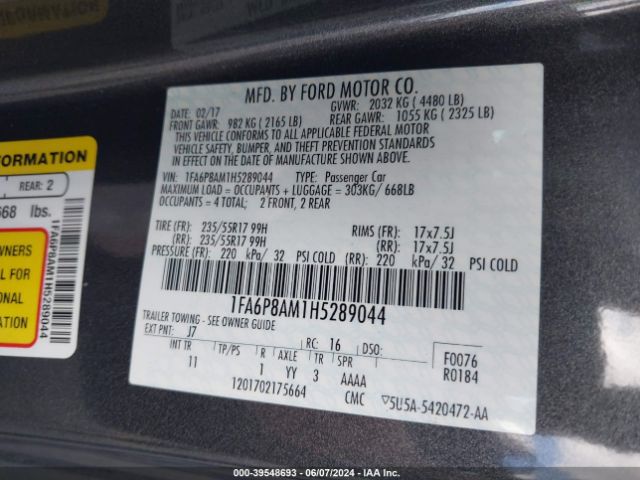 MFD. BY FORD MOTOR CO.
DATE: 02/17 GVWR: 2032 KG ( 4480 LB)
FRONT GAWR: 982 KG ( 2165 LB) REAR GAWR: 1055 KG ( 2325 LB)
THIS VEHICLE CONFORMS TO ALL APPLICABLE FEDERAL MOTOR
VEHICLE SAFETY, BUMPER, AND THEFT PREVENTION STANDARDS
IN EFFECT ON THE DATE OF MANUFACTURE SHOWN ABOVE.
VIN: 1FA6P8AM1H5289044 TYPE: Passenger Car
MAXIMUM LOAD = OCCUPANTS + LUGGAGE = 303KG/ 668LB
OCCUPANTS = 4 TOTAL; 2 FRONT, 2 REAR
TIRE (FR): 235/55R17 99H RIMS (FR): 17x7.5J
(RR): 235/55R17 99H (RR): 17x7.5J
PRESSURE (FR): 220 kPa/ 32 PSI COLD (RR): 220 kPa/ 32 PSI COLD
1FA6P8AM1H5289044
TRAILER TOWING - SEE OWNER GUIDE
EXT PNT: J7 RC: 16 DSO: F0076
INT TR TP/PS R AXLE TR SPR R0184
11 1 YY 3 AAAA
1201702175664 CMC ▽5U5A-5420472-AA
INFORMATION
FORMATION
REAR: 2
668 lbs.
1FA6P8AM1H5289044
OWNERS
FOR
ONAL
ON
000-39548693 - 06/07/2024 - IAA Inc.